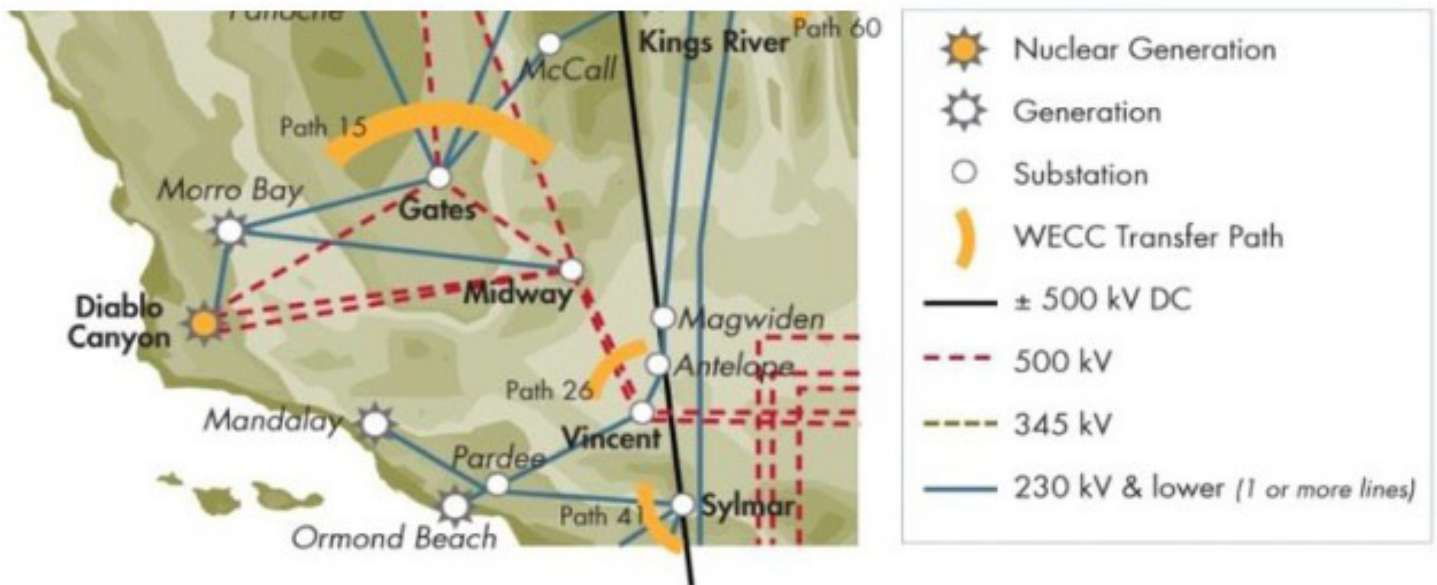 Panoche
Kings River
Path 60
McCall
Path 15
Morro Bay
Gates
Midway
Diablo
Canyon
Magwiden
Antelope
Path 26
Mandalay
Vincent
Pardee
Path 41
Sylmar
Ormond Beach
Nuclear Generation
Generation
Substation
WECC Transfer Path
± 500 kV DC
500 kV
345 kV
230 kV & lower (1 or more lines)